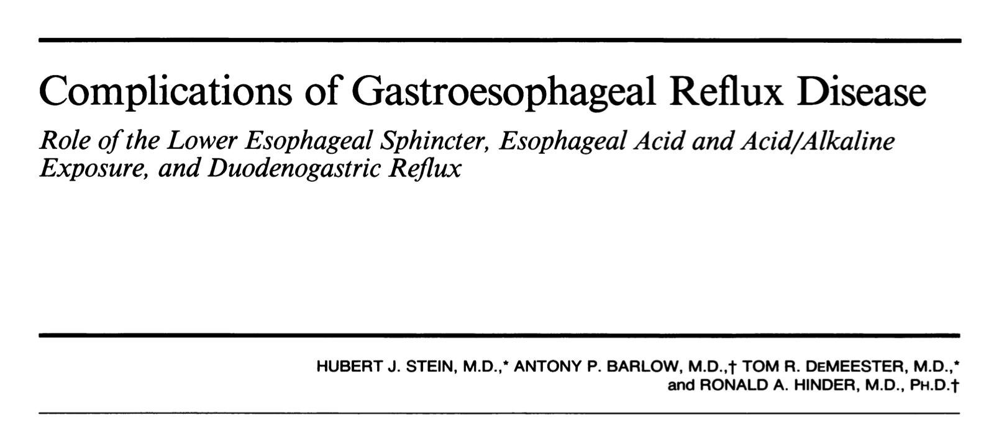 Complications of Gastroesophageal Reflux Disease
Role of the Lower Esophageal Sphincter, Esophageal Acid and Acid/Alkaline
Exposure, and Duodenogastric Reflux
HUBERT J. STEIN, M.D.,* ANTONY P. BARLOW, M.D.,† TOM R. DEMEESTER, M.D.,*
and RONALD A. HINDER, M.D., PH.D.†